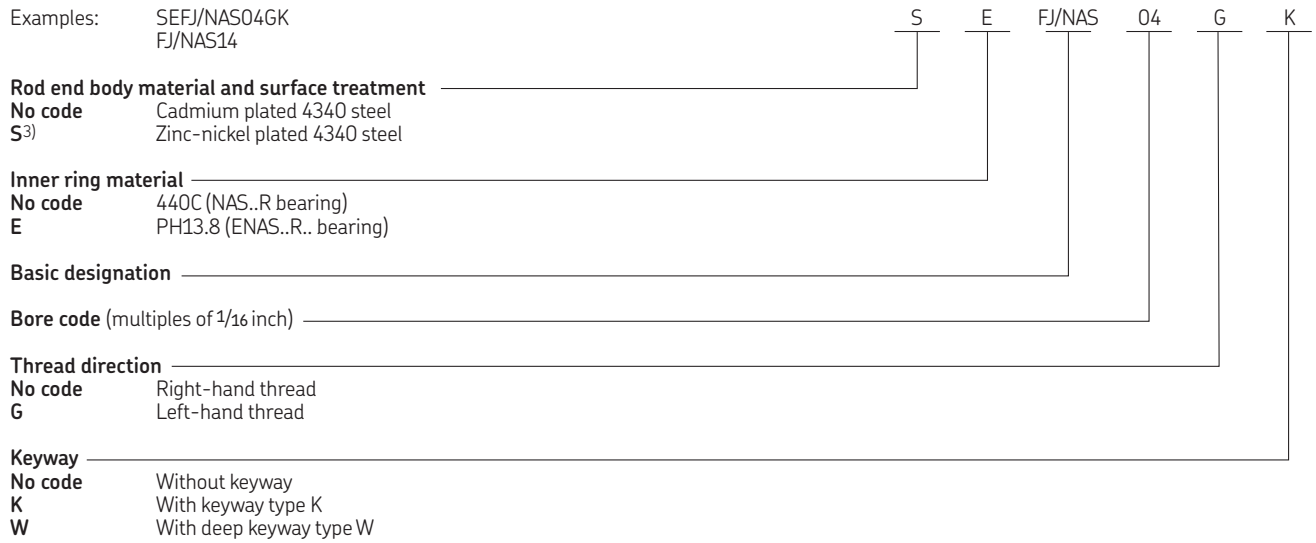 Examples: SEFJ/NAS04GK S E FJ/NAS 04 G K
FJ/NAS14
Rod end body material and surface treatment
No code Cadmium plated 4340 steel
S3) Zinc-nickel plated 4340 steel
Inner ring material
No code 440C (NAS..R bearing)
E PH13.8 (ENAS..R.. bearing)
Basic designation
Bore code (multiples of 1/16 inch)
Thread direction
No code Right-hand thread
G Left-hand thread
Keyway
No code Without keyway
K With keyway type K
W With deep keyway type W